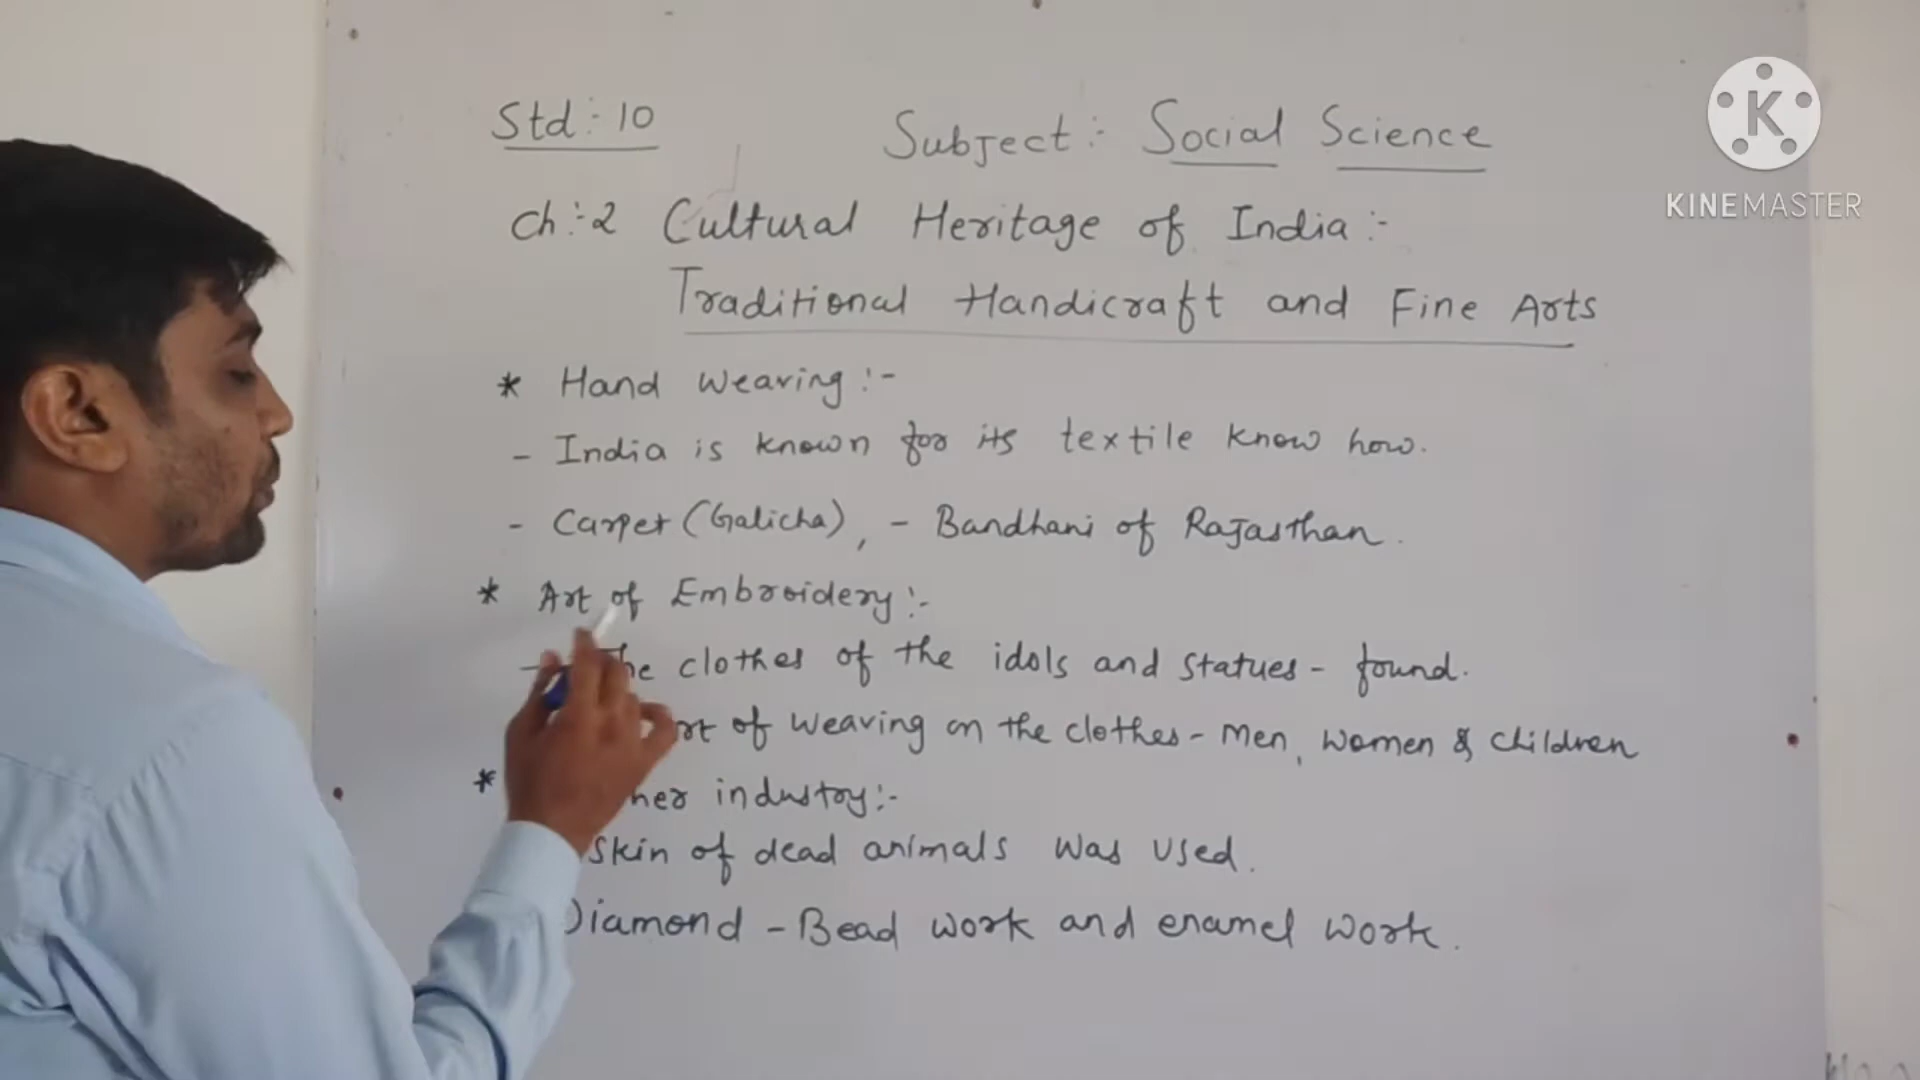 Std :- 10
Subject :- Social Science
K
KINEMASTER
Ch :- 2 Cultural Heritage of India :-
Traditional Handicraft and Fine Arts
* Hand weaving :-
- India is known for its textile know how.
- Carpet (Galicha), - Bandhani of Rajasthan.
* Art of Embroidery :-
- The clothes of the idols and statues - found.
of weaving on the clothes - Men, women & children
* industry :-
skin of dead animals was used.
Diamond - Bead work and enamel work.